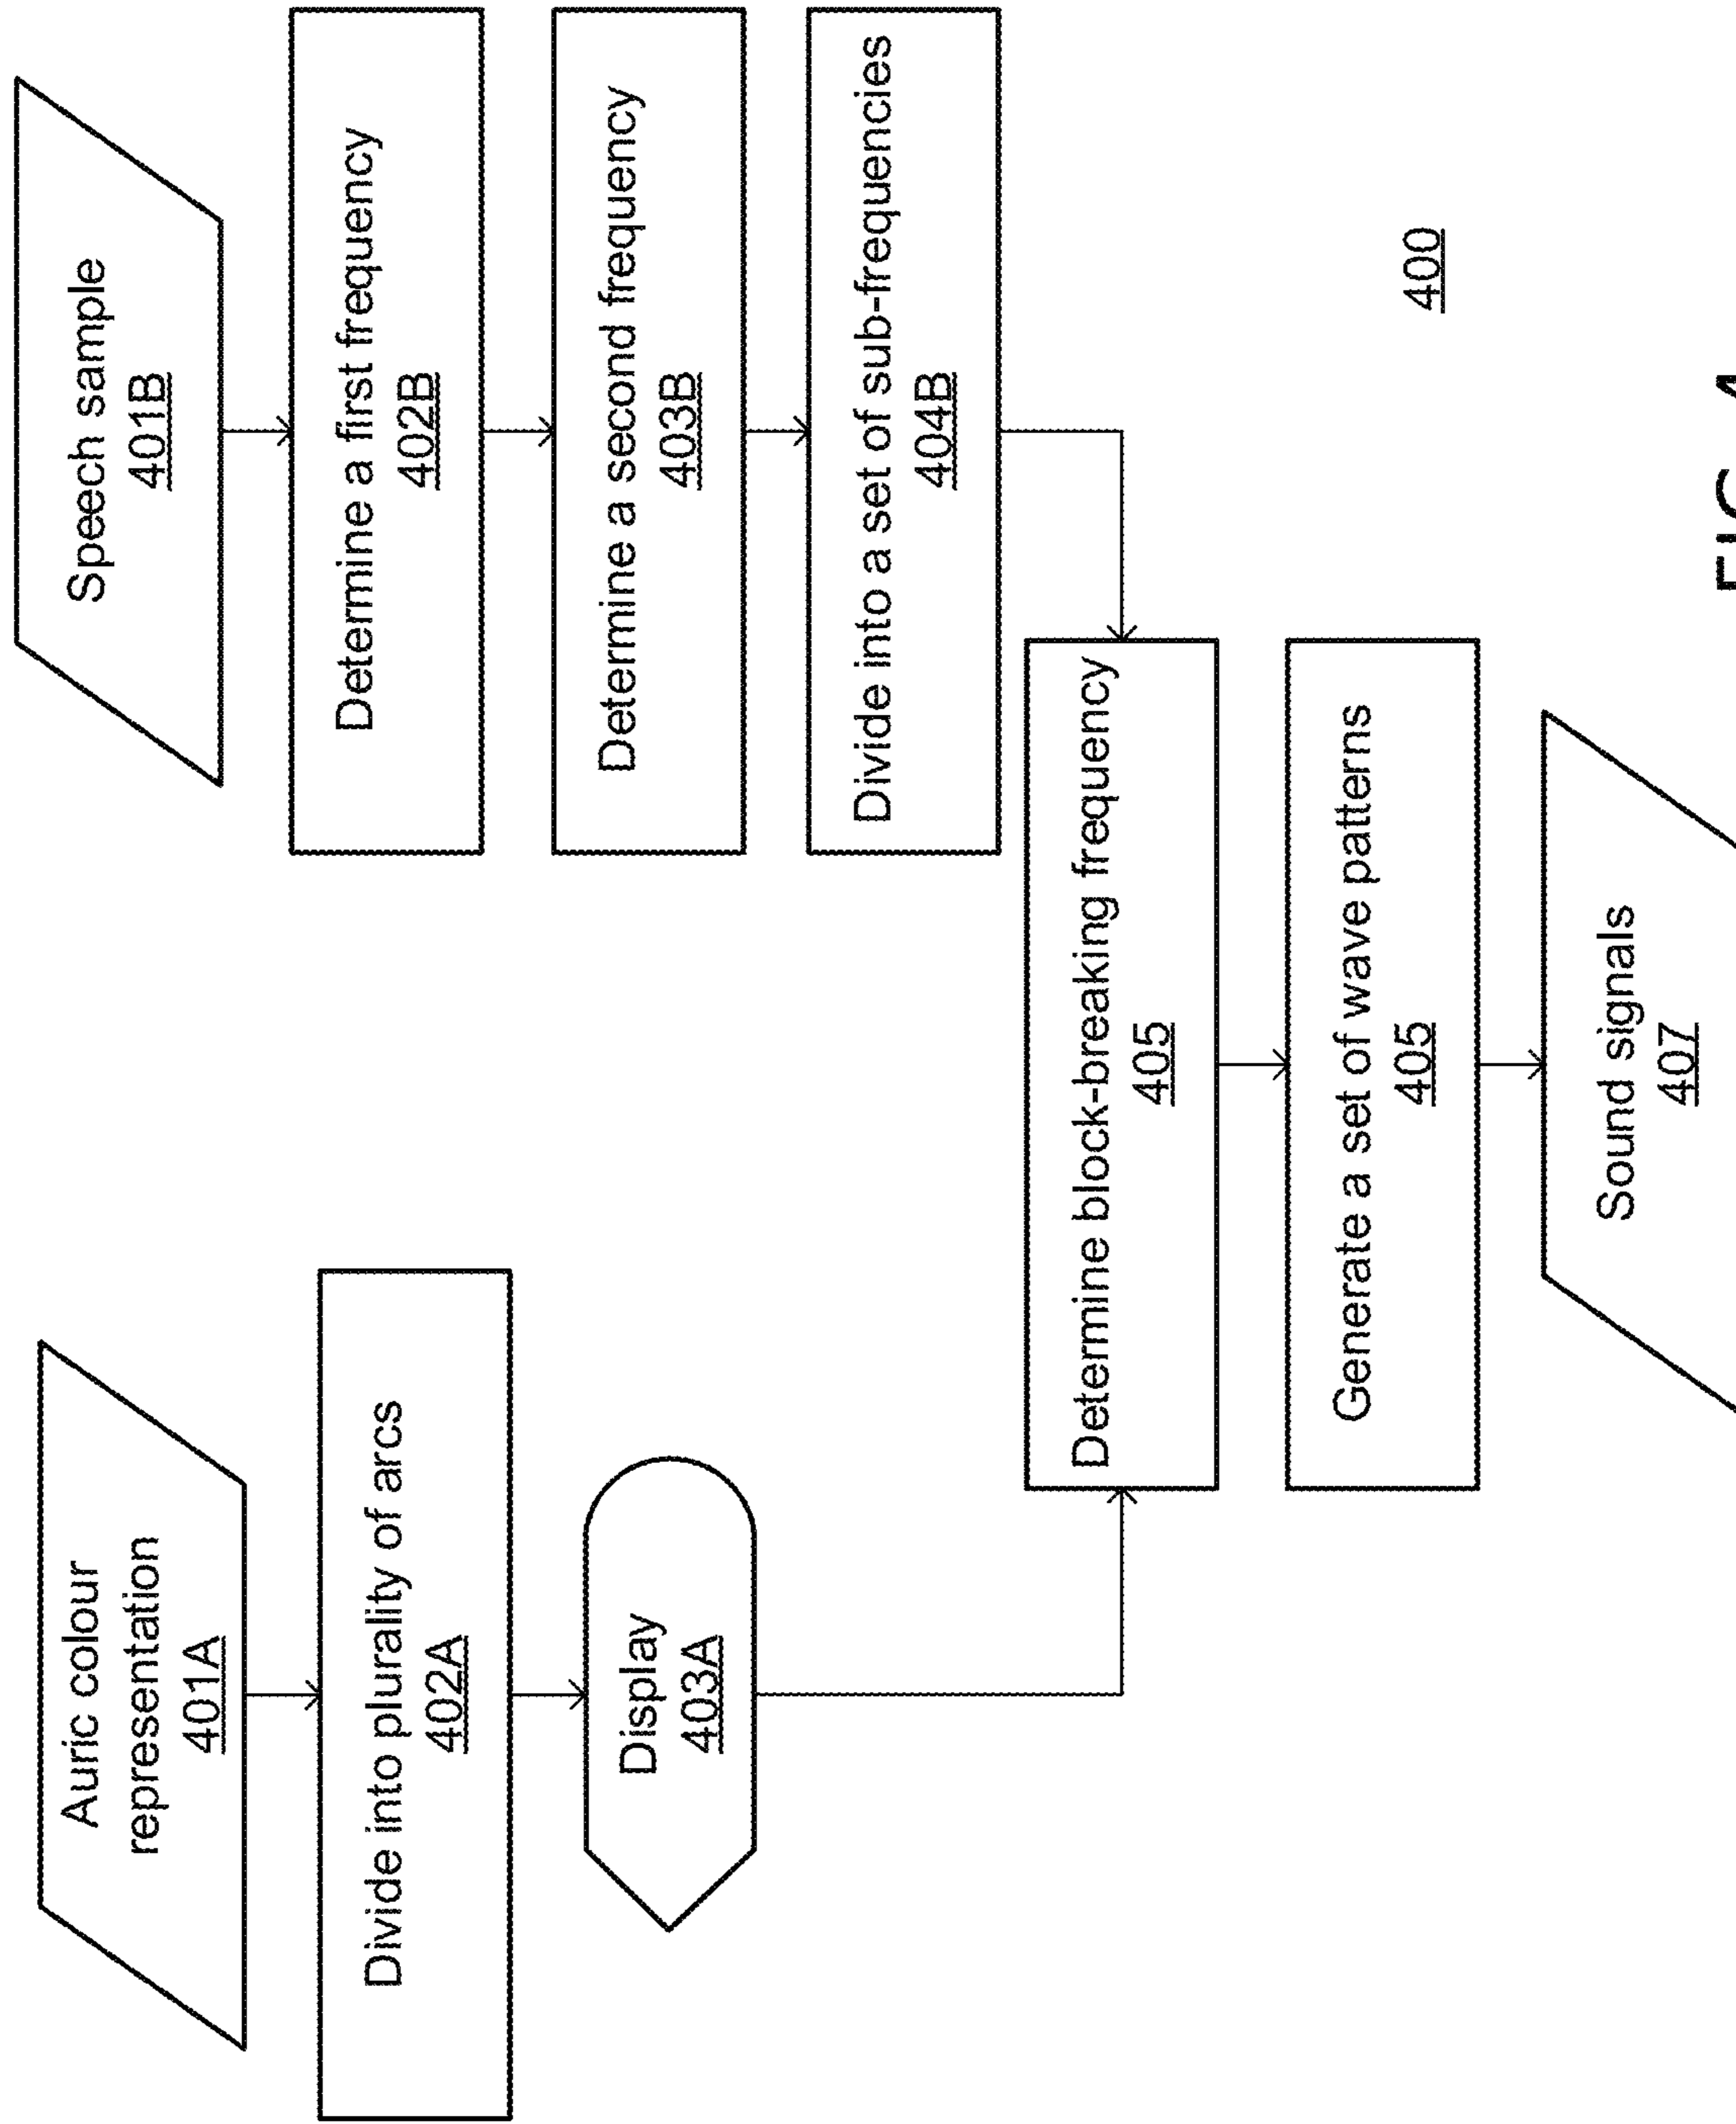 Auric colour
representation
401A
Divide into plurality of arcs
402A
Display
403A
Speech sample
401B
Determine a first frequency
402B
Determine a second frequency
403B
Divide into a set of sub-frequencies
404B
Determine block-breaking frequency
405
Generate a set of wave patterns
405
Sound signals
407
400